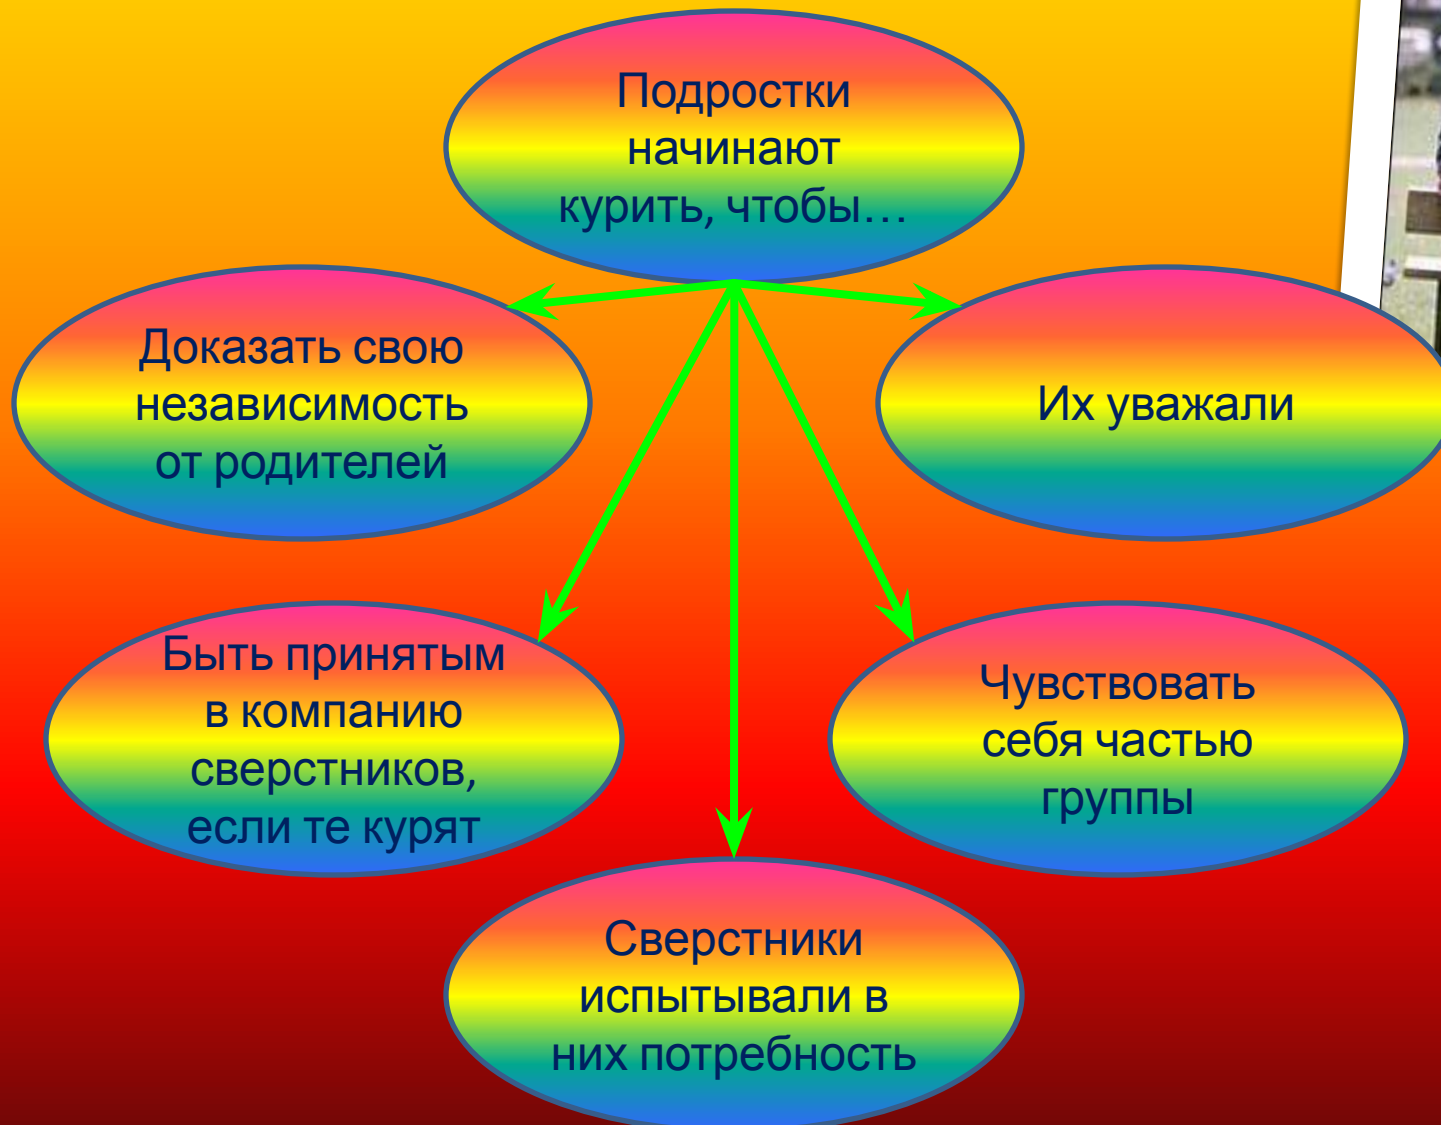 Подростки
начинают
курить, чтобы…
Доказать свою
независимость
от родителей
Их уважали
Быть принятым
в компанию
сверстников,
если те курят
Чувствовать
себя частью
группы
Сверстники
испытывали в
них потребность